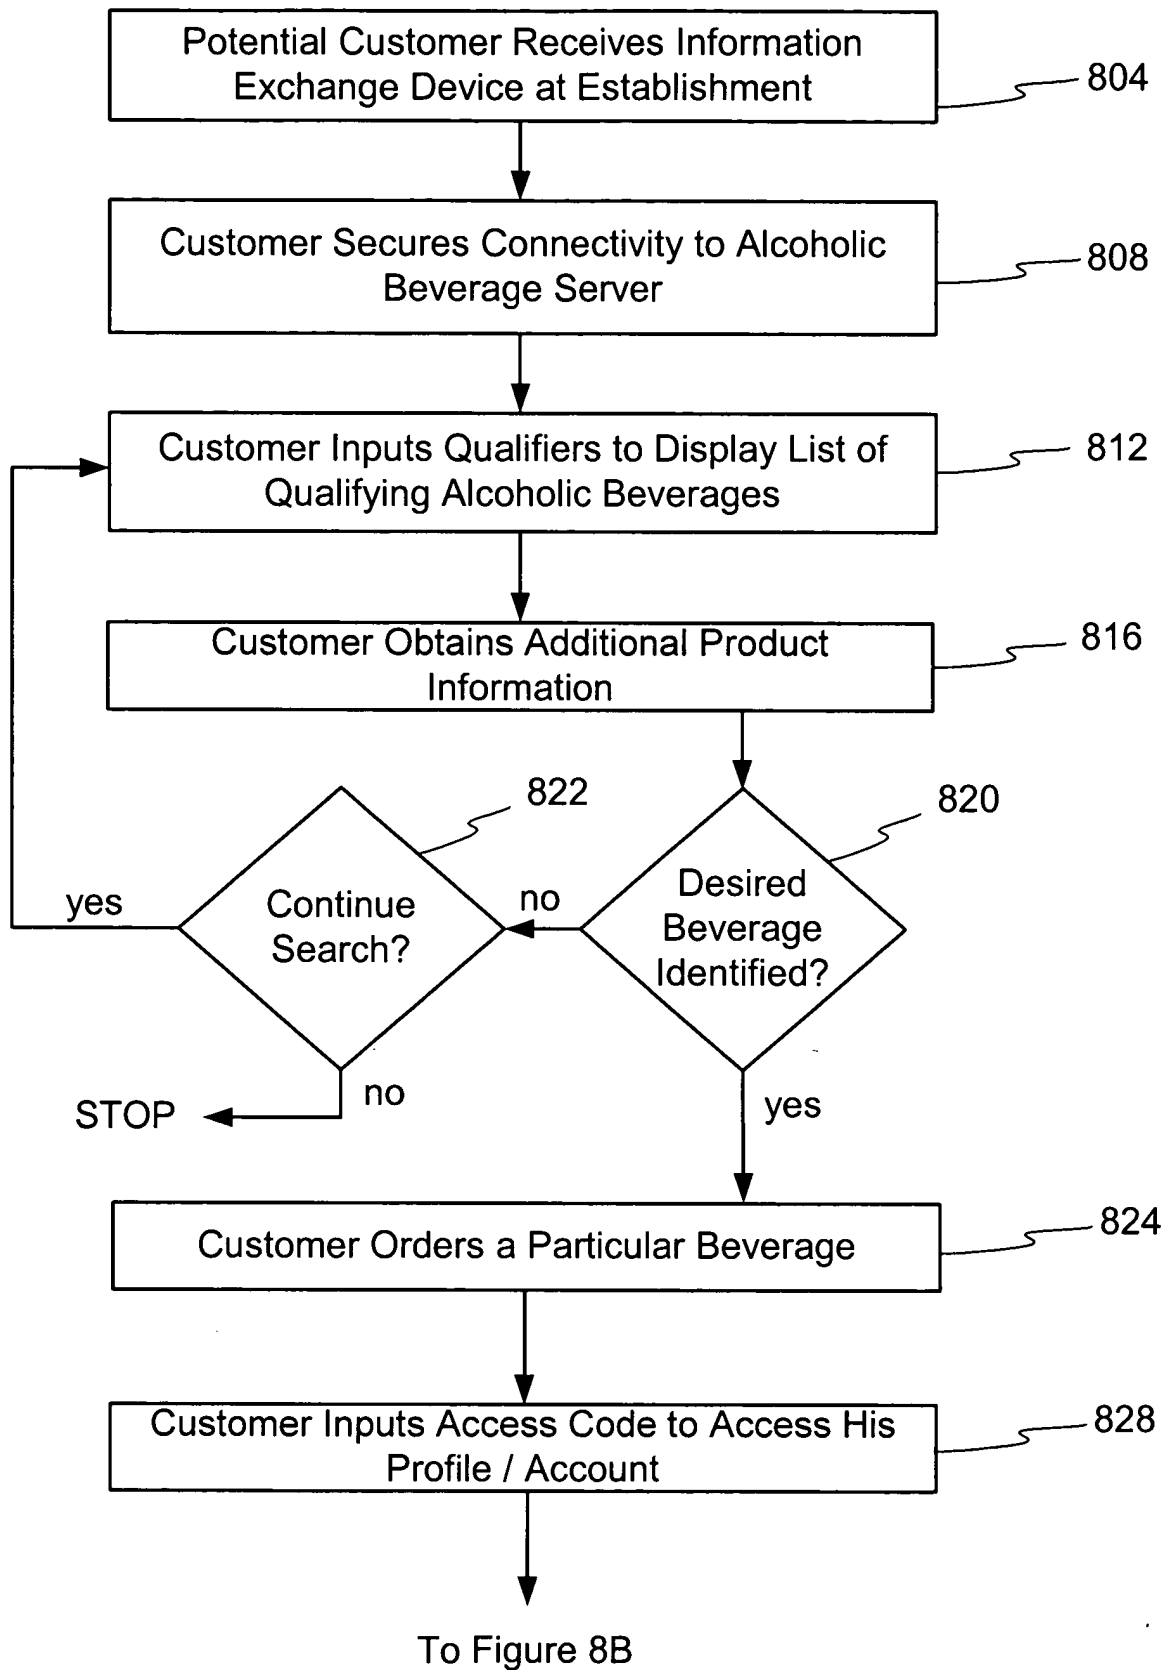 Potential Customer Receives Information
Exchange Device at Establishment
804
Customer Secures Connectivity to Alcoholic
Beverage Server
808
Customer Inputs Qualifiers to Display List of
Qualifying Alcoholic Beverages
812
Customer Obtains Additional Product
Information
816
822
820
Continue
Search?
yes
no
Desired
Beverage
Identified?
STOP
no
yes
Customer Orders a Particular Beverage
824
Customer Inputs Access Code to Access His
Profile / Account
828
To Figure 8B